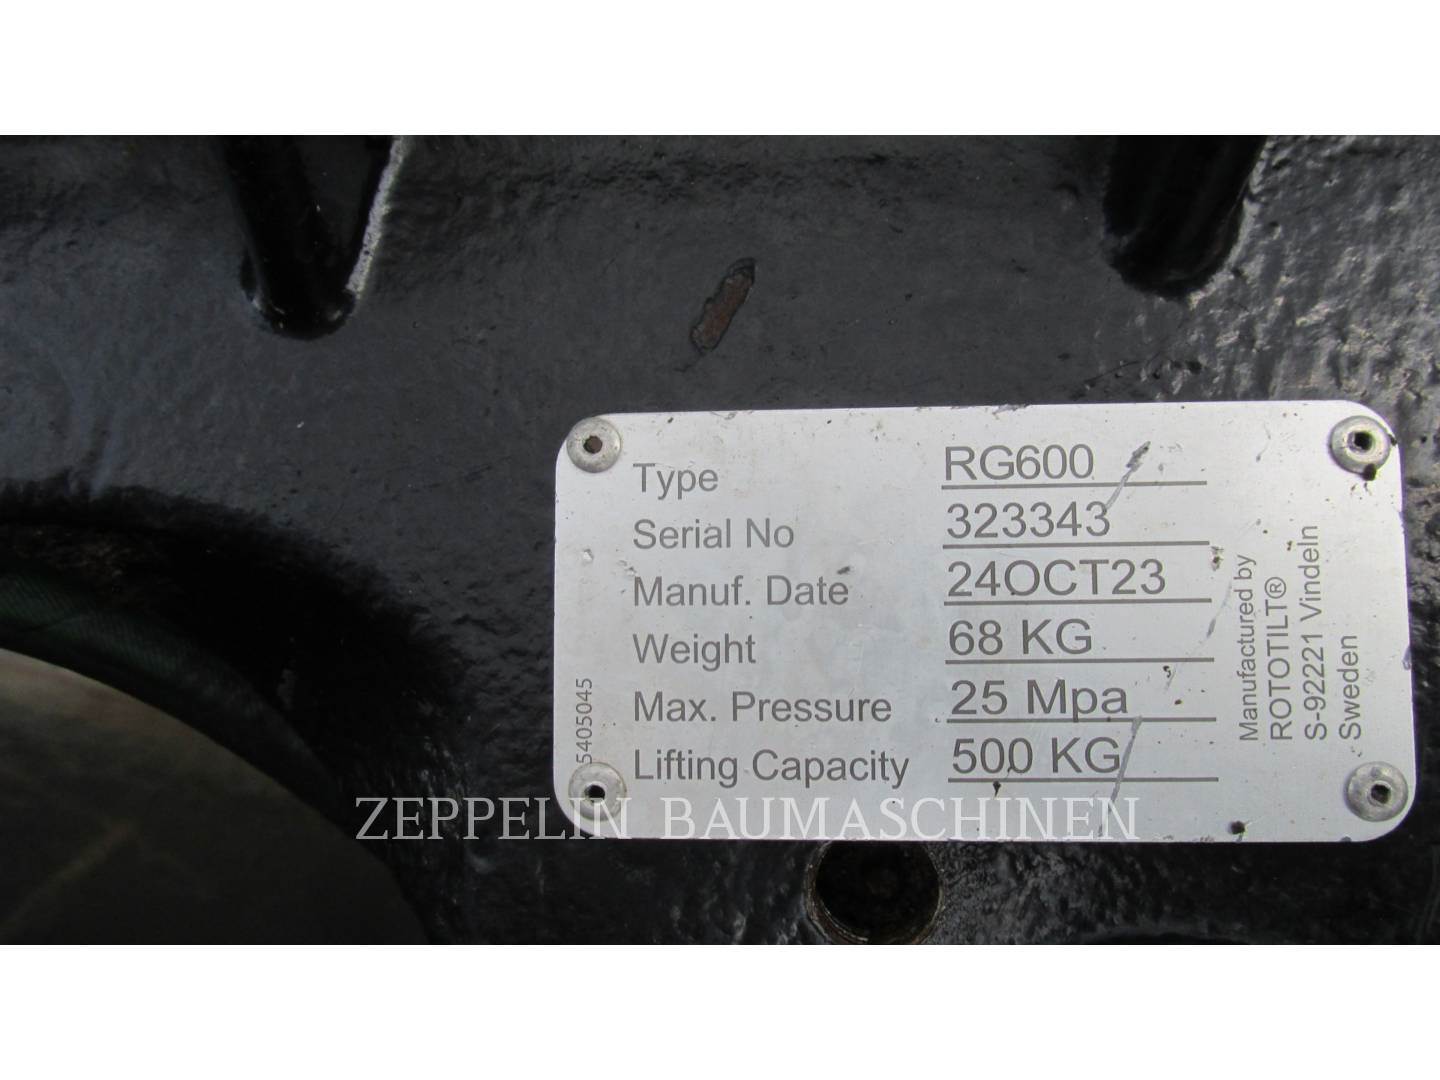 Type RG600
Serial No 323343
Manuf. Date 24OCT23
Weight 68 KG
Max. Pressure 25 Mpa
Lifting Capacity 500 KG
5405045
Manufactured by
ROTOTILT®
S-92221 Vindeln
Sweden
ZEPPELIN BAUMASCHINEN